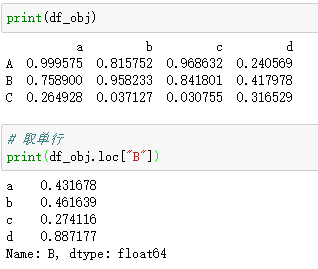 print(df_obj)
a b c d
A 0.999575 0.815752 0.968632 0.240569
B 0.758900 0.958233 0.841801 0.417978
C 0.264928 0.037127 0.030755 0.316529
# 取单行
print(df_obj.loc["B"])
a 0.431678
b 0.461639
c 0.274116
d 0.887177
Name: B, dtype: float64